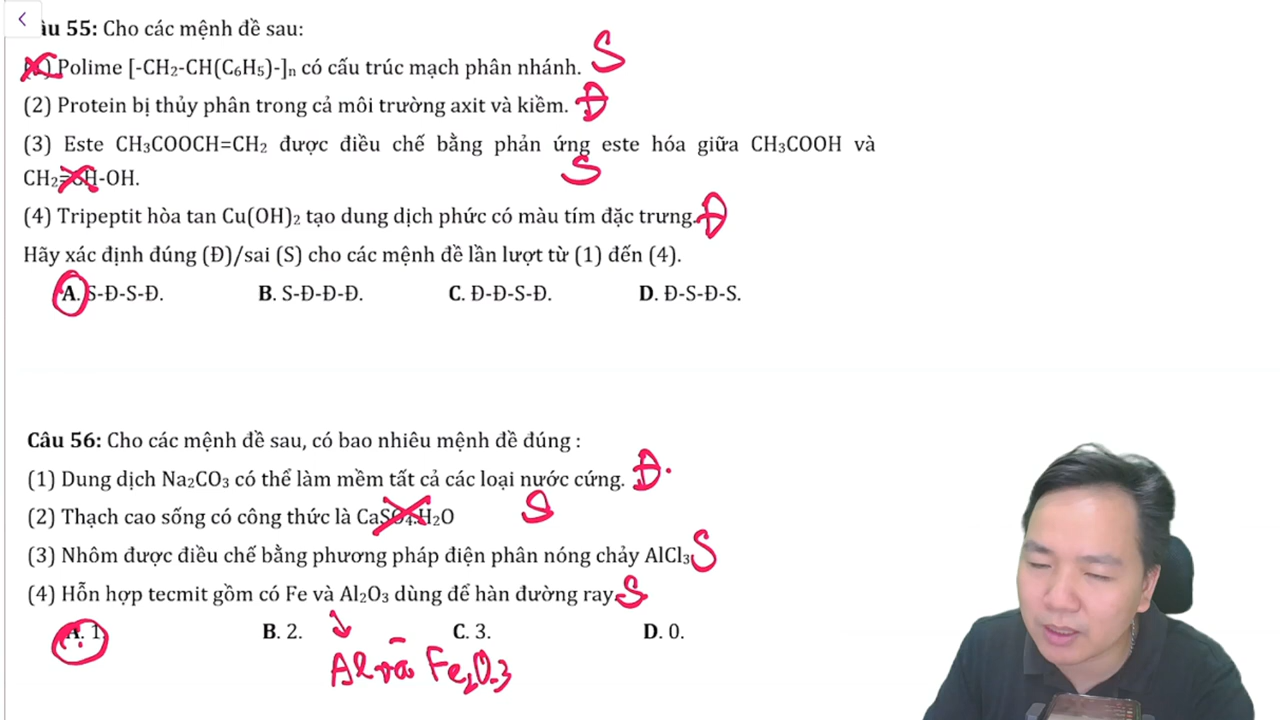 âu 55: Cho các mệnh đề sau:
Polime [-CH₂-CH(C₆H₅)-]ₙ có cấu trúc mạch phân nhánh. S
(2) Protein bị thủy phân trong cả môi trường axit và kiềm. Đ
(3) Este CH₃COOCH=CH₂ được điều chế bằng phản ứng este hóa giữa CH₃COOH và
CH₂=CH-OH. S
(4) Tripeptit hòa tan Cu(OH)₂ tạo dung dịch phức có màu tím đặc trưng. Đ
Hãy xác định đúng (Đ)/sai (S) cho các mệnh đề lần lượt từ (1) đến (4).
A. S-Đ-S-Đ. B. S-Đ-Đ-Đ. C. Đ-Đ-S-Đ. D. Đ-S-Đ-S.
Câu 56: Cho các mệnh đề sau, có bao nhiêu mệnh đề đúng :
(1) Dung dịch Na₂CO₃ có thể làm mềm tất cả các loại nước cứng. Đ.
(2) Thạch cao sống có công thức là CaSO₄.H₂O S
(3) Nhôm được điều chế bằng phương pháp điện phân nóng chảy AlCl₃ S
(4) Hỗn hợp tecmit gồm có Fe và Al₂O₃ dùng để hàn đường ray. S
A. 1. B. 2. C. 3. D. 0.
Al và Fe₂O₃